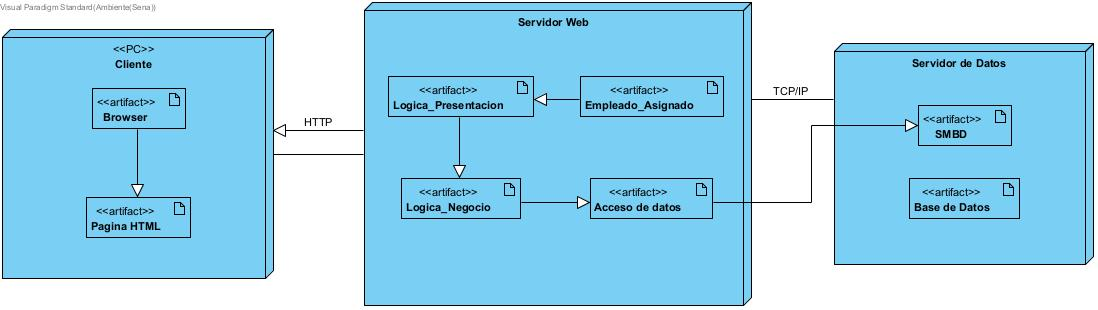 Visual Paradigm Standard(Ambiente(Sena))
<<PC>>
Cliente
<<artifact>>
Browser
<<artifact>>
Pagina HTML
HTTP
Servidor Web
<<artifact>>
Logica_Presentacion
<<artifact>>
Empleado_Asignado
<<artifact>>
Logica_Negocio
<<artifact>>
Acceso de datos
TCP/IP
Servidor de Datos
<<artifact>>
SMBD
<<artifact>>
Base de Datos